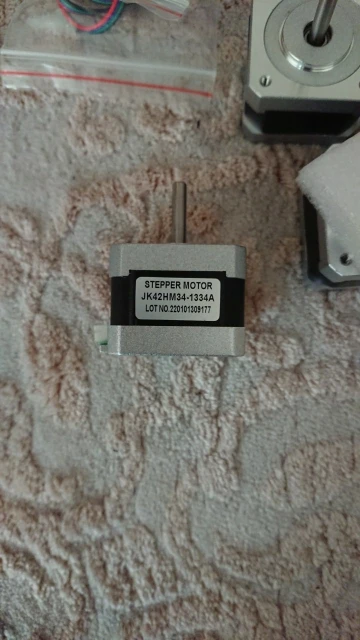 STEPPER MOTOR
JK42HM34-1334A
LOT NO.220101309177